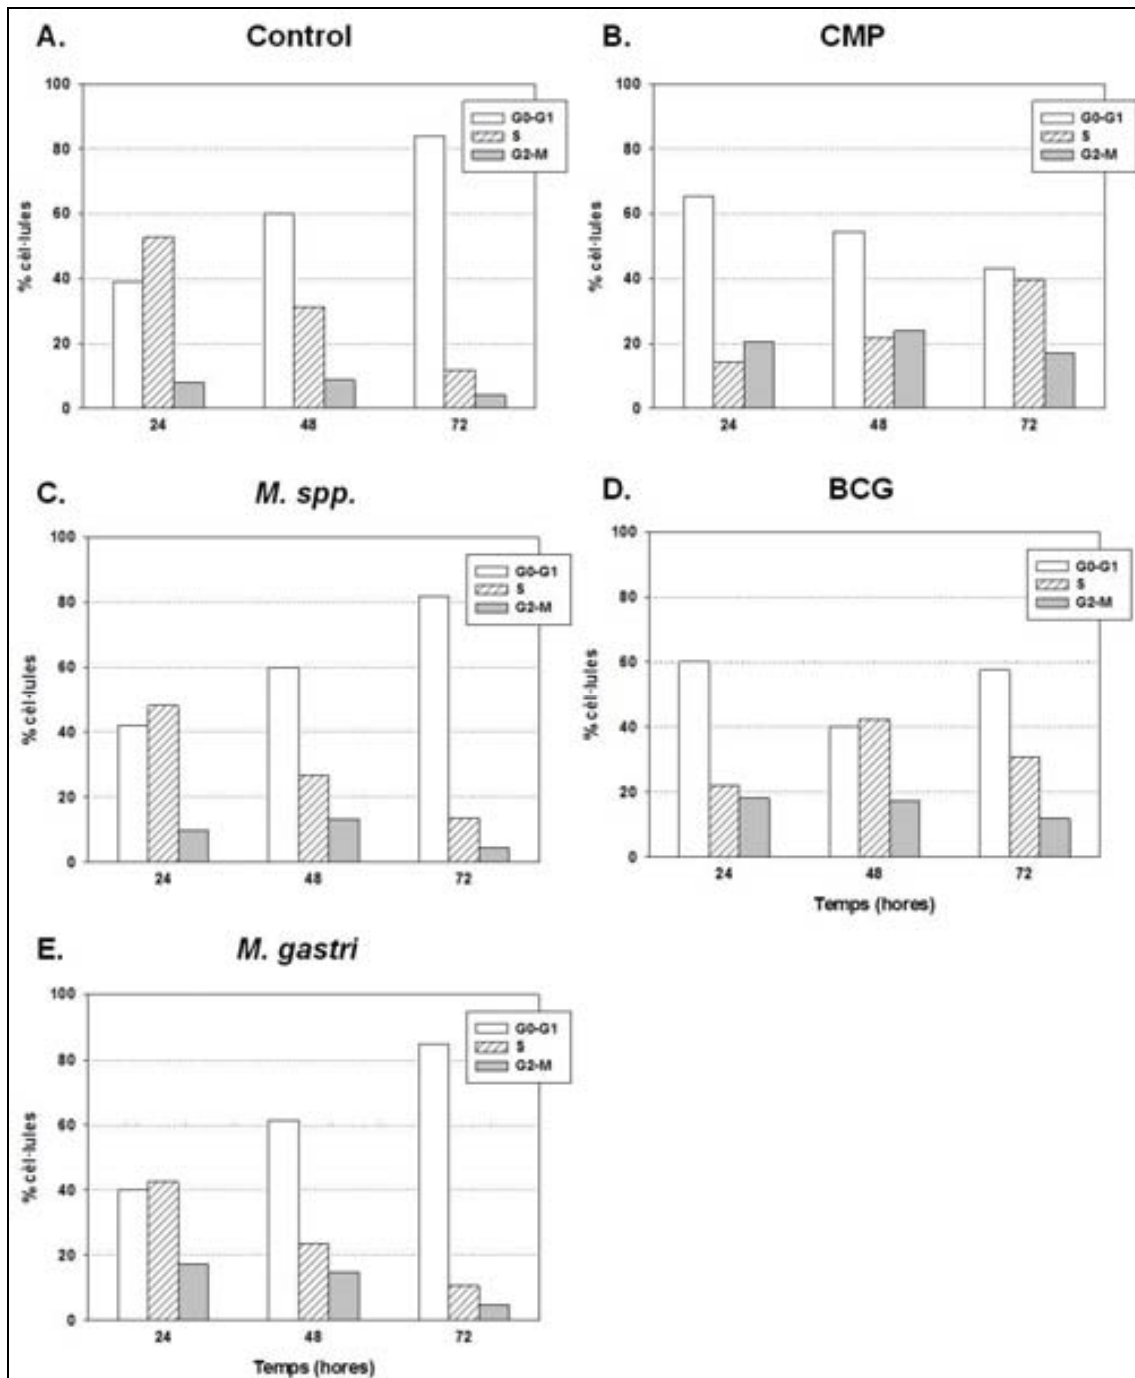 A. Control
100
80
60
40
20
0
% cèl·lules
G0-G1
S
G2-M
24 48 72
B. CMP
100
80
60
40
20
0
% cèl·lules
G0-G1
S
G2-M
24 48 72
C. M. spp.
100
80
60
40
20
0
% cèl·lules
G0-G1
S
G2-M
24 48 72
D. BCG
100
80
60
40
20
0
% cèl·lules
G0-G1
S
G2-M
24 48 72
Temps (hores)
E. M. gastri
100
80
60
40
20
0
% cèl·lules
G0-G1
S
G2-M
24 48 72
Temps (hores)